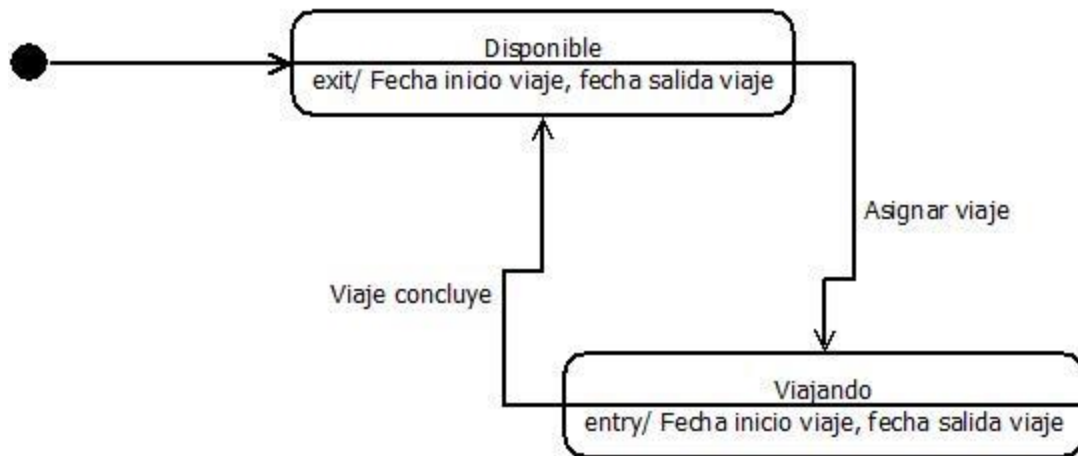 Disponible
exit/ Fecha inicio viaje, fecha salida viaje
Asignar viaje
Viaje concluye
Viajando
entry/ Fecha inicio viaje, fecha salida viaje